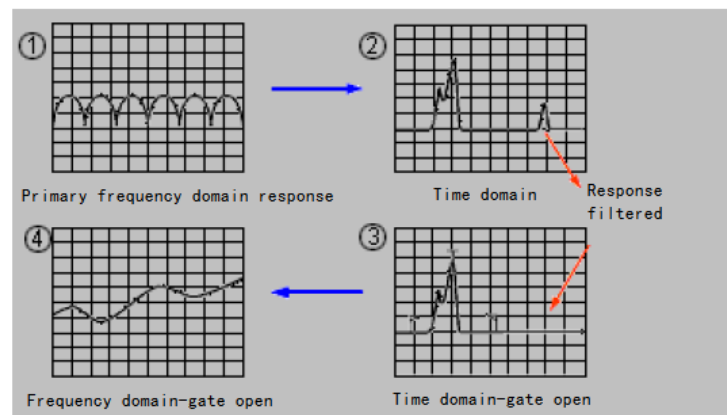 ①
②
Primary frequency domain response
Time domain
Response
filtered
④
③
Frequency domain-gate open
Time domain-gate open